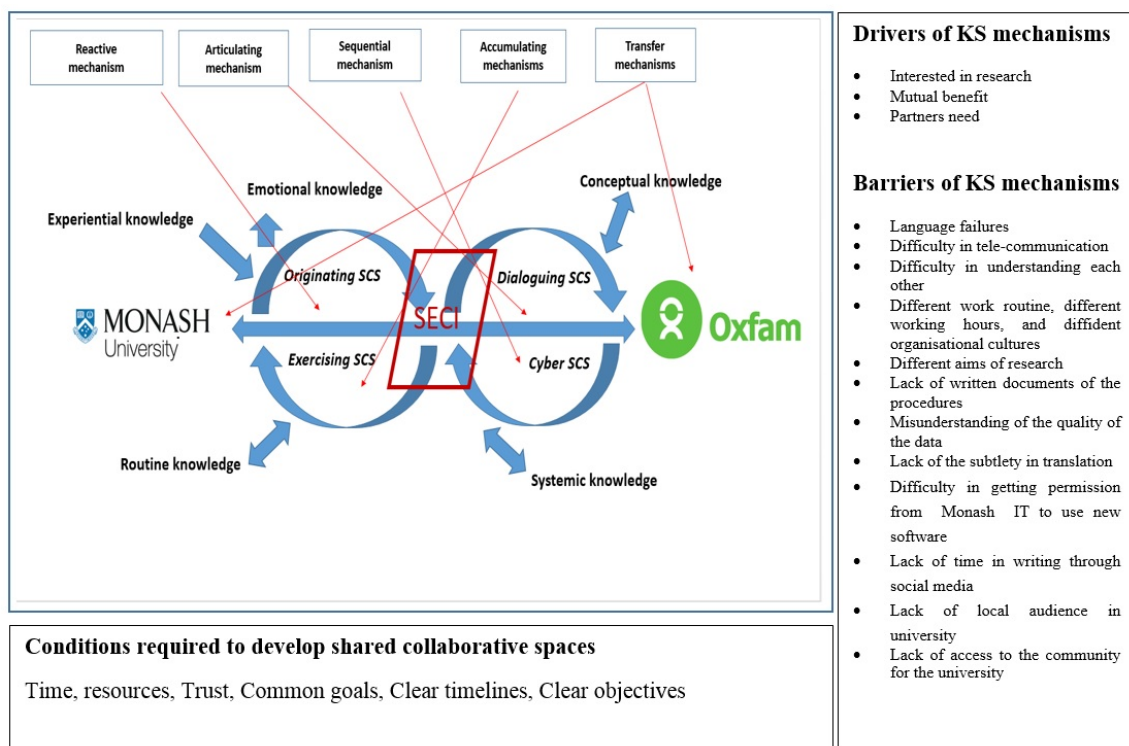 Reactive
mechanism
Articulating
mechanism
Sequential
mechanism
Accumulating
mechanisms
Transfer
mechanisms
Emotional knowledge
Conceptual knowledge
Experiential knowledge
Originating SCS
Dialoguing SCS
MONASH
University
SECI
Oxfam
Exercising SCS
Cyber SCS
Routine knowledge
Systemic knowledge
Conditions required to develop shared collaborative spaces
Time, resources, Trust, Common goals, Clear timelines, Clear objectives
Drivers of KS mechanisms
• Interested in research
• Mutual benefit
• Partners need
Barriers of KS mechanisms
• Language failures
• Difficulty in tele-communication
• Difficulty in understanding each
other
• Different work routine, different
working hours, and diffident
organisational cultures
• Different aims of research
• Lack of written documents of the
procedures
• Misunderstanding of the quality of
the data
• Lack of the subtlety in translation
• Difficulty in getting permission
from Monash IT to use new
software
• Lack of time in writing through
social media
• Lack of local audience in
university
• Lack of access to the community
for the university